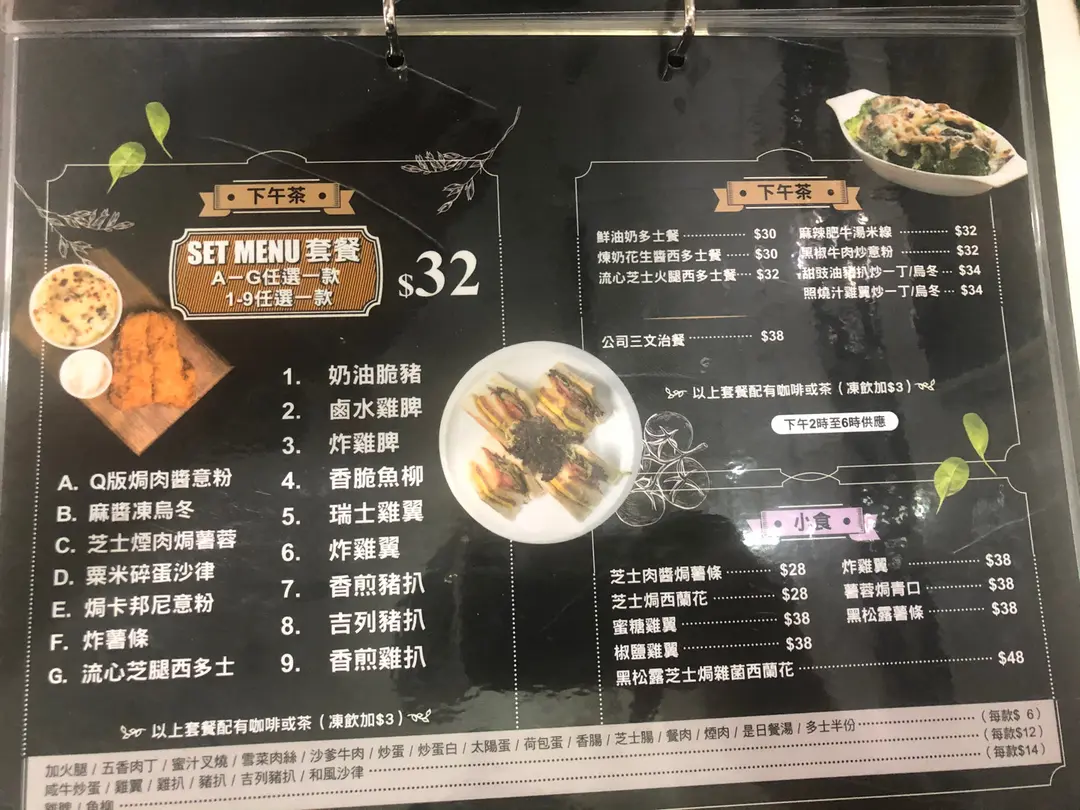 下午茶
SET MENU 套餐
A－G任選一款
1-9任選一款
$32
1. 奶油脆豬
2. 鹵水雞脾
3. 炸雞脾
4. 香脆魚柳
5. 瑞士雞翼
6. 炸雞翼
7. 香煎豬扒
8. 吉列豬扒
9. 香煎雞扒
A. Q版焗肉醬意粉
B. 麻醬凍烏冬
C. 芝士煙肉焗薯蓉
D. 粟米碎蛋沙律
E. 焗卡邦尼意粉
F. 炸薯條
G. 流心芝腿西多士
以上套餐配有咖啡或茶（凍飲加$3）
下午茶
鮮油奶多士餐 $30
煉奶花生醬西多士餐 $30
流心芝士火腿西多士餐 $32
麻辣肥牛湯米線 $32
黑椒牛肉炒意粉 $32
甜豉油豬扒炒一丁/烏冬 $34
照燒汁雞翼炒一丁/烏冬 $34
公司三文治餐 $38
以上套餐配有咖啡或茶（凍飲加$3）
下午2時至6時供應
小食
芝士肉醬焗薯條 $28
芝士焗西蘭花 $28
蜜糖雞翼 $38
椒鹽雞翼 $38
黑松露芝士焗雜菌西蘭花 $48
炸雞翼 $38
薯蓉焗青口 $38
黑松露薯條 $38
加火腿 / 五香肉丁 / 蜜汁叉燒 / 雪菜肉絲 / 沙爹牛肉 / 炒蛋 / 炒蛋白 / 太陽蛋 / 荷包蛋 / 香腸 / 芝士腸 / 餐肉 / 煙肉 / 是日餐湯 / 多士半份 （每款$ 6）
咸牛炒蛋 / 雞翼 / 雞扒 / 豬扒 / 吉列豬扒 / 和風沙律 （每款$12）
雞脾 / 魚柳 （每款$14）